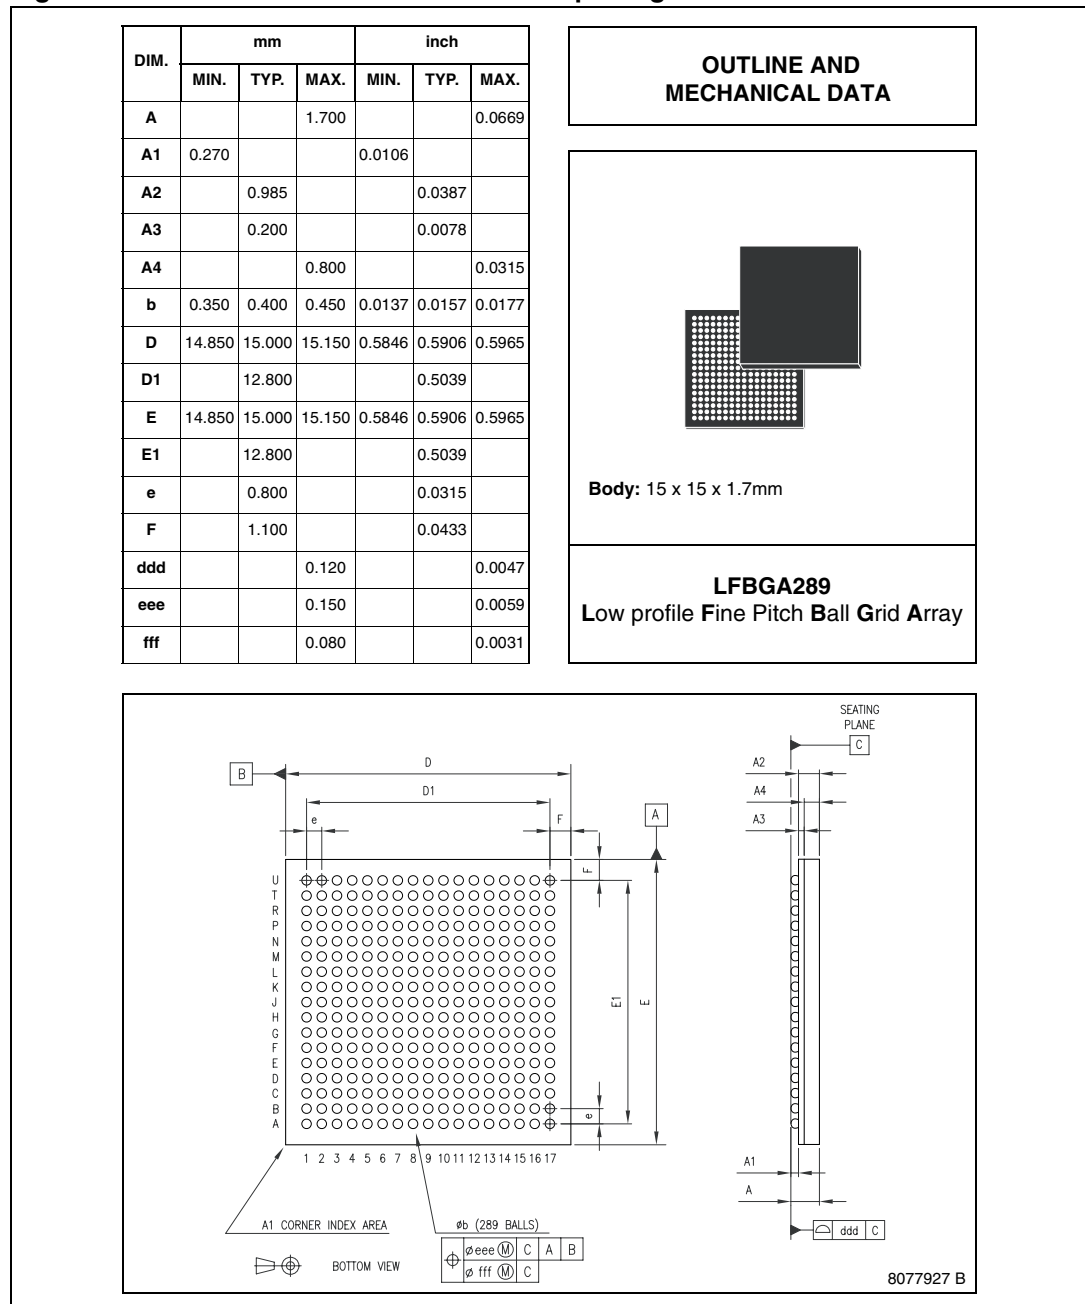 DIM. mm inch
MIN. TYP. MAX. MIN. TYP. MAX.
A 1.700 0.0669
A1 0.270 0.0106
A2 0.985 0.0387
A3 0.200 0.0078
A4 0.800 0.0315
b 0.350 0.400 0.450 0.0137 0.0157 0.0177
D 14.850 15.000 15.150 0.5846 0.5906 0.5965
D1 12.800 0.5039
E 14.850 15.000 15.150 0.5846 0.5906 0.5965
E1 12.800 0.5039
e 0.800 0.0315
F 1.100 0.0433
ddd 0.120 0.0047
eee 0.150 0.0059
fff 0.080 0.0031
OUTLINE AND
MECHANICAL DATA
Body: 15 x 15 x 1.7mm
LFBGA289
Low profile Fine Pitch Ball Grid Array
SEATING
PLANE
C
B
D
D1
e
F
A
F
A2
A4
A3
U
T
R
P
N
M
L
K
J
H
G
F
E
D
C
B
A
E1
E
e
1 2 3 4 5 6 7 8 9 10 11 12 13 14 15 16 17
A1
A
A1 CORNER INDEX AREA
øb (289 BALLS)
ddd C
⌀eee Ⓜ C A B
⌀ fff Ⓜ C
BOTTOM VIEW
8077927 B